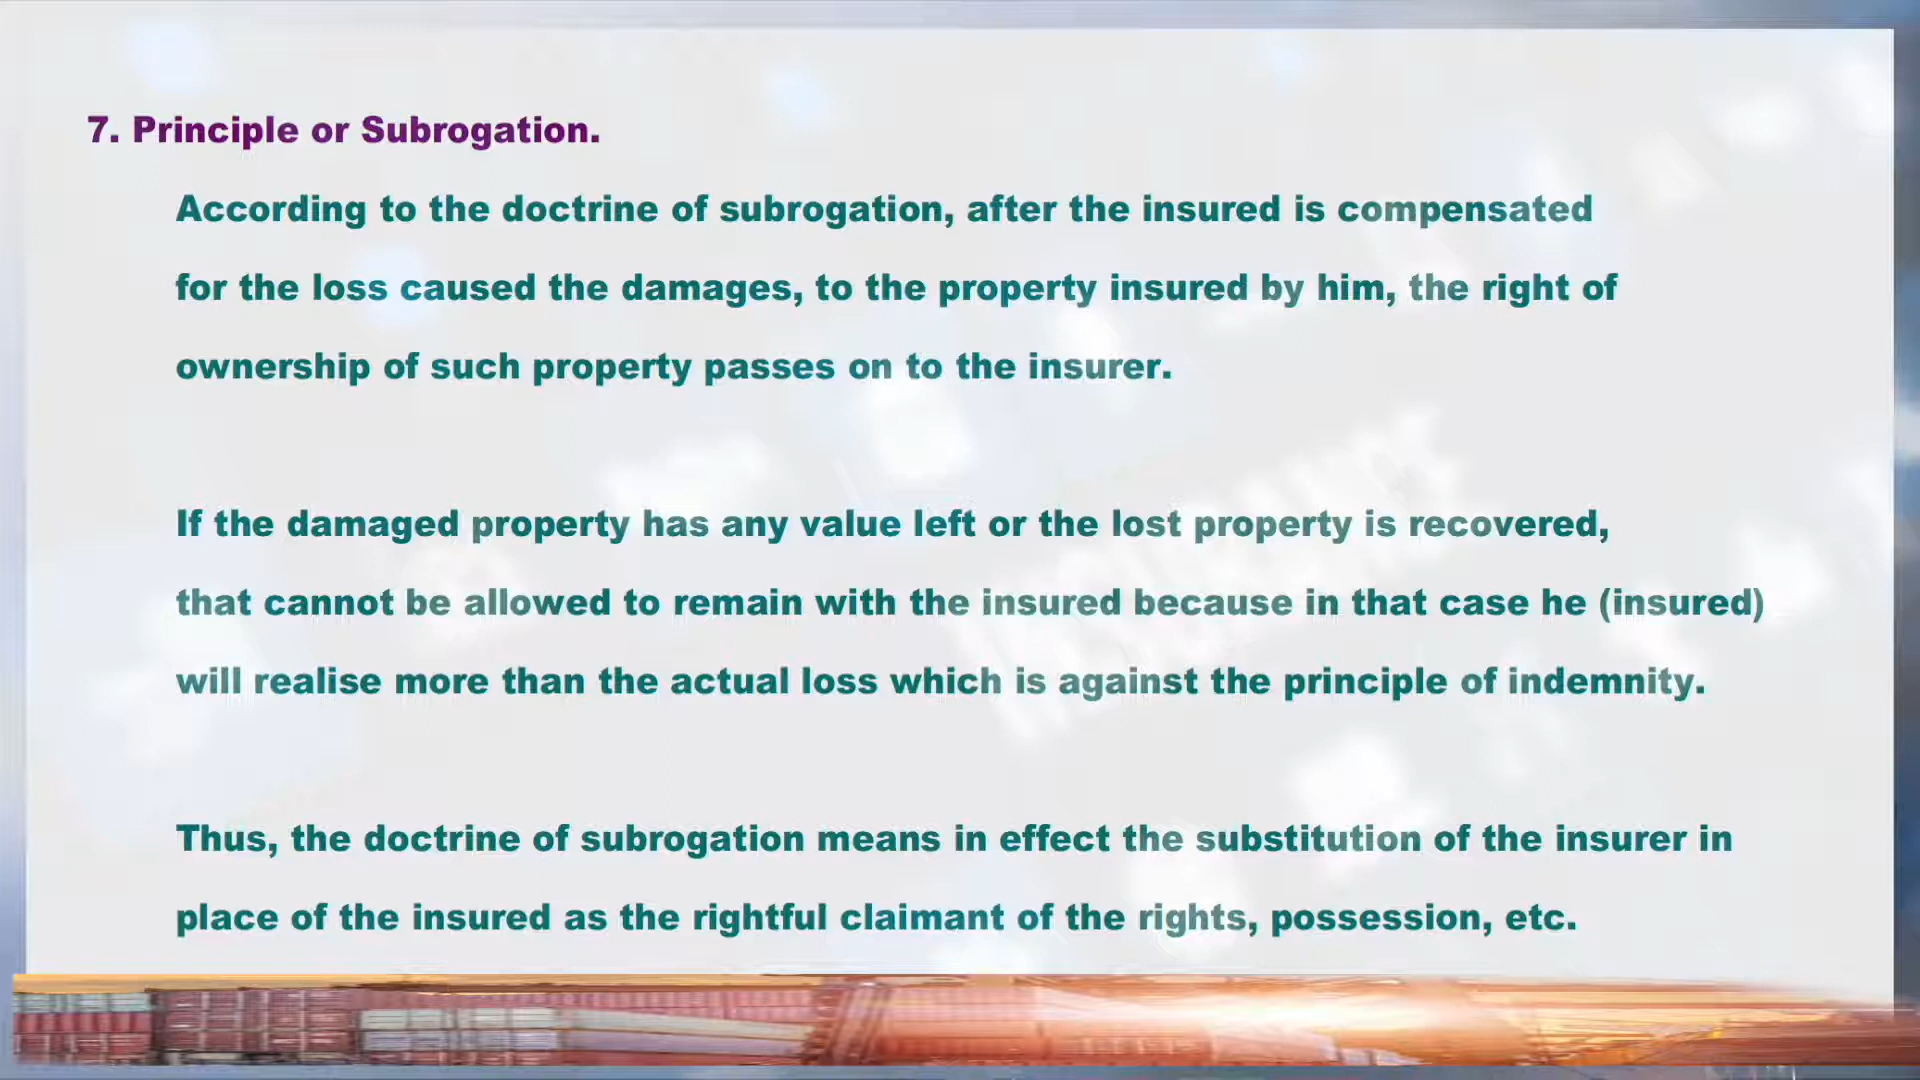 7. Principle or Subrogation.
According to the doctrine of subrogation, after the insured is compensated
for the loss caused the damages, to the property insured by him, the right of
ownership of such property passes on to the insurer.
If the damaged property has any value left or the lost property is recovered,
that cannot be allowed to remain with the insured because in that case he (insured)
will realise more than the actual loss which is against the principle of indemnity.
Thus, the doctrine of subrogation means in effect the substitution of the insurer in
place of the insured as the rightful claimant of the rights, possession, etc.